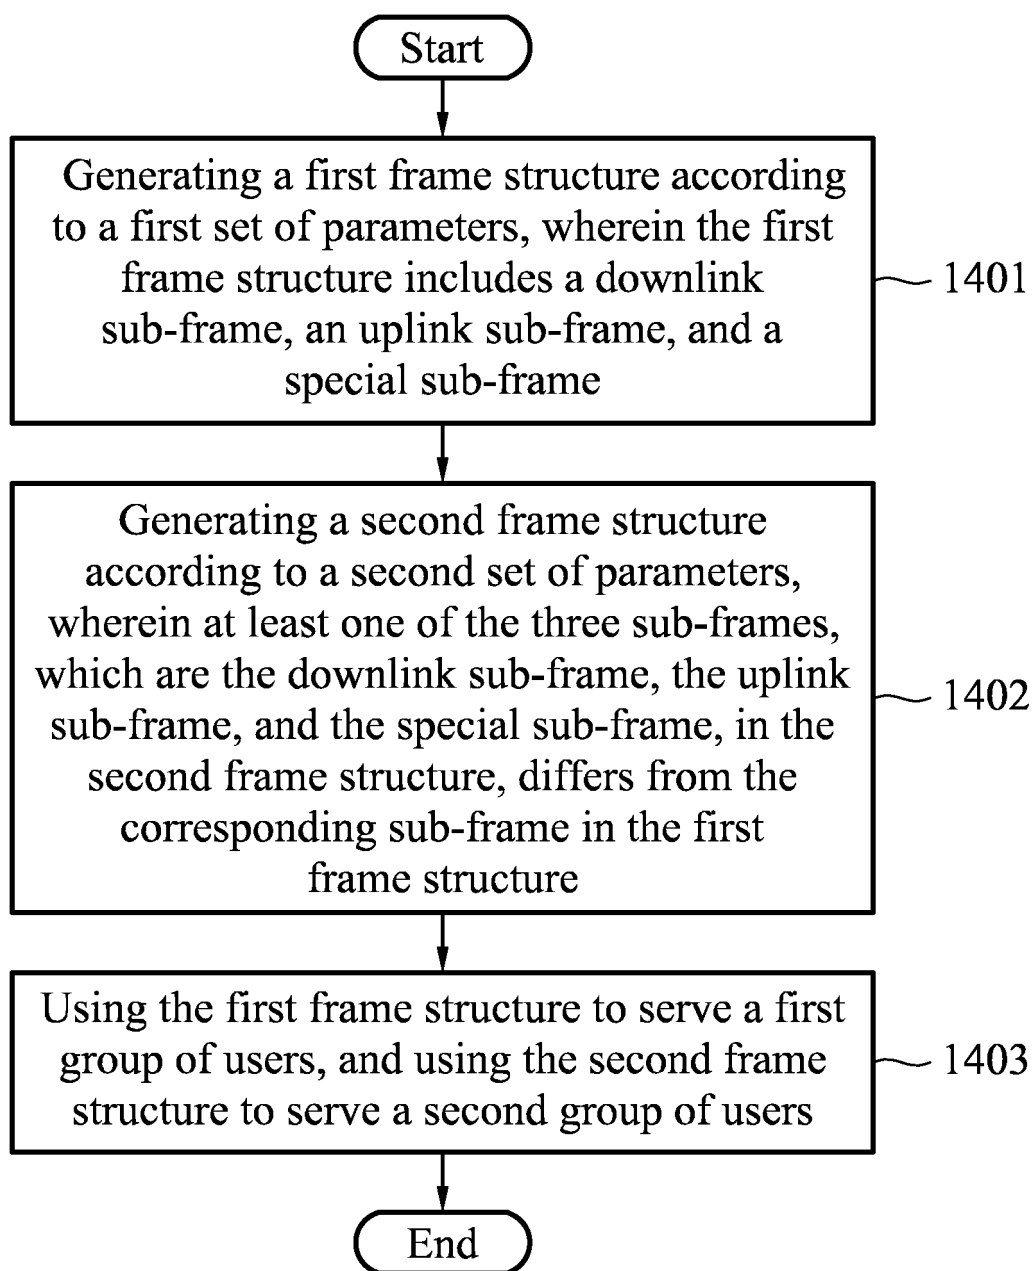 Start
Generating a first frame structure according
to a first set of parameters, wherein the first
frame structure includes a downlink
sub-frame, an uplink sub-frame, and a
special sub-frame
1401
Generating a second frame structure
according to a second set of parameters,
wherein at least one of the three sub-frames,
which are the downlink sub-frame, the uplink
sub-frame, and the special sub-frame, in the
second frame structure, differs from the
corresponding sub-frame in the first
frame structure
1402
Using the first frame structure to serve a first
group of users, and using the second frame
structure to serve a second group of users
1403
End